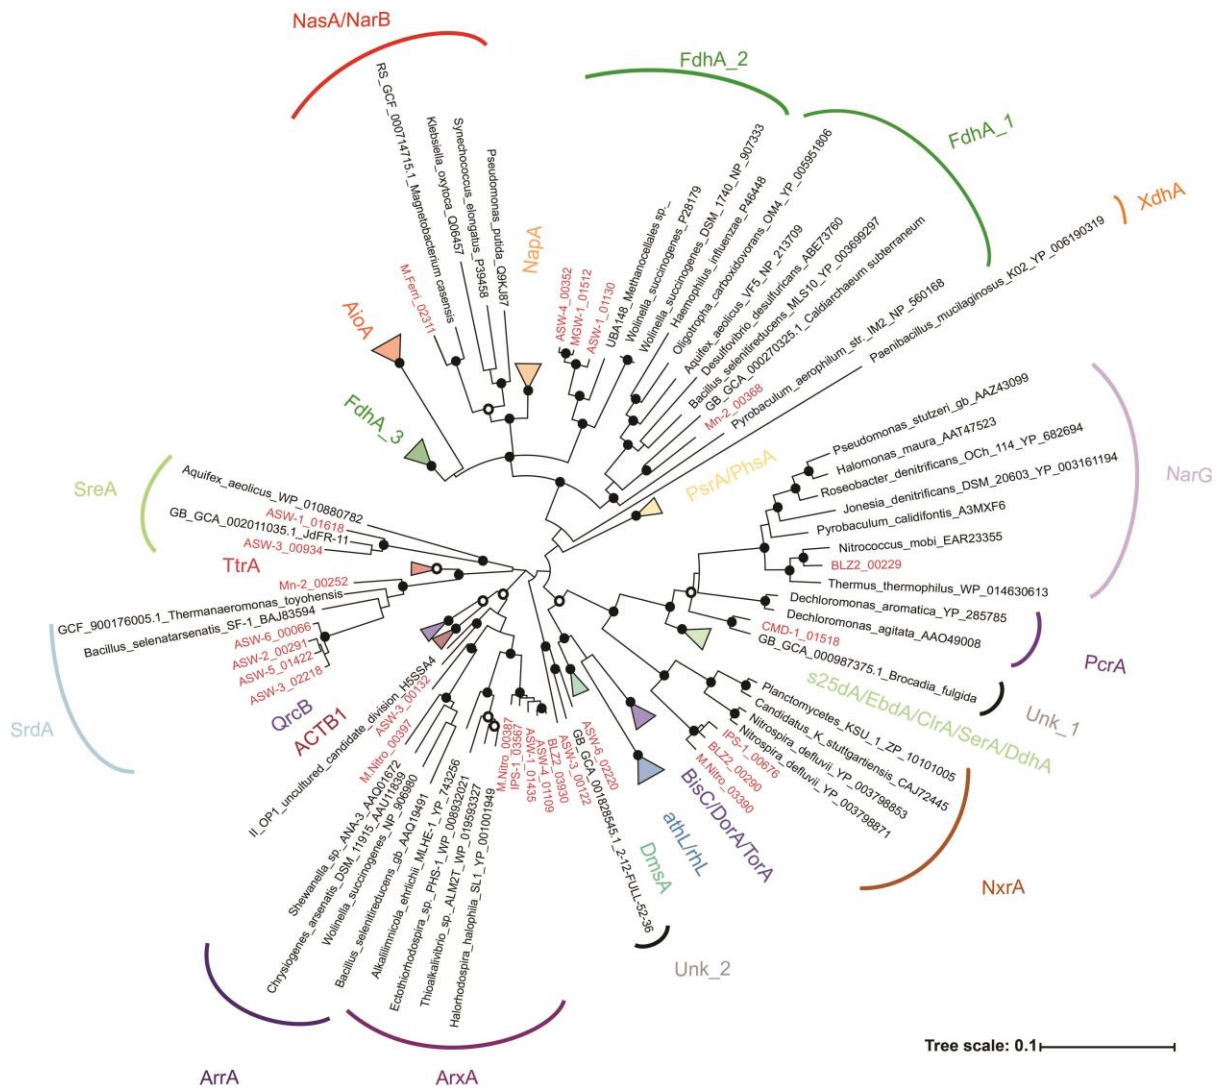 NasA/NarB
FdhA_2
FdhA_1
XdhA
RS_GCF_000714715.1_Magnetobacterium casensis
Klebsiella_oxytoca_Q06457
Synechococcus_elongatus_P39458
Pseudomonas_putida_Q9KJ87
M.Ferri_02311
NapA
AioA
FdhA_3
ASW-4_00352
MGW-1_01512
ASW-1_01130
UBA148_Methanocellales sp._
Wolinella_succinogenes_P28179
Wolinella_succinogenes_DSM_1740_NP_907333
Haemophilus_influenzae_P46448
Oligotropha_carboxidovorans_OM4_YP_005951806
Aquifex_aeolicus_VF5_NP_213709
Desulfovibrio_desulfuricans_ABE73760
Bacillus_selenitireducens_MLS10_YP_003699297
GB_GCA_000270325.1_Caldiarchaeum subterraneum
Mn-2_00368
Pyrobaculum_aerophilum_str_IM2_NP_560168
Paenibacillus_mucilaginosus_K02_YP_006190319
PsrA/PhsA
Pseudomonas_stutzeri_gb_AAZ43099
Halomonas_maura_AAT47523
Roseobacter_denitrificans_OCh_114_YP_682694
Jonesia_denitrificans_DSM_20603_YP_003161194
Pyrobaculum_calidifontis_A3MXF6
Nitrococcus_mobi_EAR23355
BLZ2_00229
Thermus_thermophilus_WP_014630613
NarG
Dechloromonas_aromatica_YP_285785
Dechloromonas_agitata_AAO49008
PcrA
CMD-1_01518
GB_GCA_000987375.1_Brocadia_fulgida
Unk_1
s25dA/EbdA/ClrA/SerA/DdhA
Planctomycetes_KSU_1_ZP_10101005
Candidatus_K_stuttgartiensis_CAJ72445
Nitrospira_defluvii_YP_003798853
Nitrospira_defluvii_YP_003798871
IPS-1_00676
BLZ2_00290
M.Nitro_03390
NxrA
BisC/DorA/TorA
athL/rhL
DmsA
ASW-6_02220
GB_GCA_001828545.1_2-12-FULL-52-36
Unk_2
ASW-3_00122
BLZ2_03930
ASW-4_01109
ASW-1_01435
IPS-1_03567
M.Nitro_00387
Halorhodospira_halophila_SL1_YP_001001949
Thioalkalivibrio_sp._ALM2T_WP_019593327
Ectothiorhodospira_sp._PHS-1_WP_008932021
Alkalilimnicola_ehrlichii_MLHE-1_YP_743256
Bacillus_selenitireducens_gb_AAQ19491
ArxA
Wolinella_succinogenes_NP_906980
Chrysiogenes_arsenatis_DSM_11915_AAU11839
Shewanella_sp._ANA-3_AAQ01672
ArrA
M.Nitro_00397
ASW-3_00132
II_OP1_uncultured_candidate_division_H5SSA4
ACTB1
QrcB
SreA
Aquifex_aeolicus_WP_010880782
ASW-1_01618
GB_GCA_002011035.1_JdFR-11
ASW-3_00934
TtrA
Mn-2_00252
GCF_900176005.1_Thermanaeromonas_toyohensis
Bacillus_selenatarsenatis_SF-1_BAJ83594
ASW-6_00066
ASW-2_00291
ASW-5_01422
ASW-3_02218
SrdA
Tree scale: 0.1